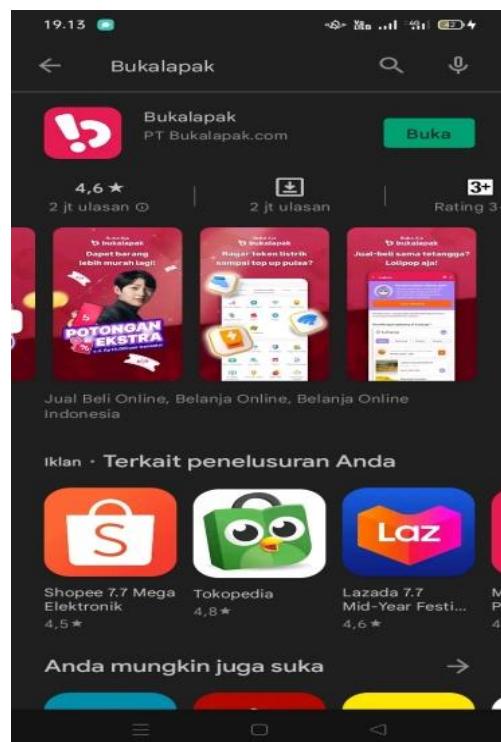 19.13
Bukalapak
Bukalapak
PT Bukalapak.com
Buka
4,6 ★
2 jt ulasan
2 jt ulasan
3+
Rating 3+
bukalapak
Dapet barang
lebih murah lagi!
POTONGAN
EKSTRA
bukalapak
Bayar token listrik
sampai top up pulsa?
bukalapak
Jual-beli sama tetangga?
Lolipop aja!
Jual Beli Online, Belanja Online, Belanja Online
Indonesia
Iklan · Terkait penelusuran Anda
S
Laz
Shopee 7.7 Mega
Elektronik
4,5 ★
Tokopedia
4,8 ★
Lazada 7.7
Mid-Year Festi...
4,6 ★
M
P
4
Anda mungkin juga suka